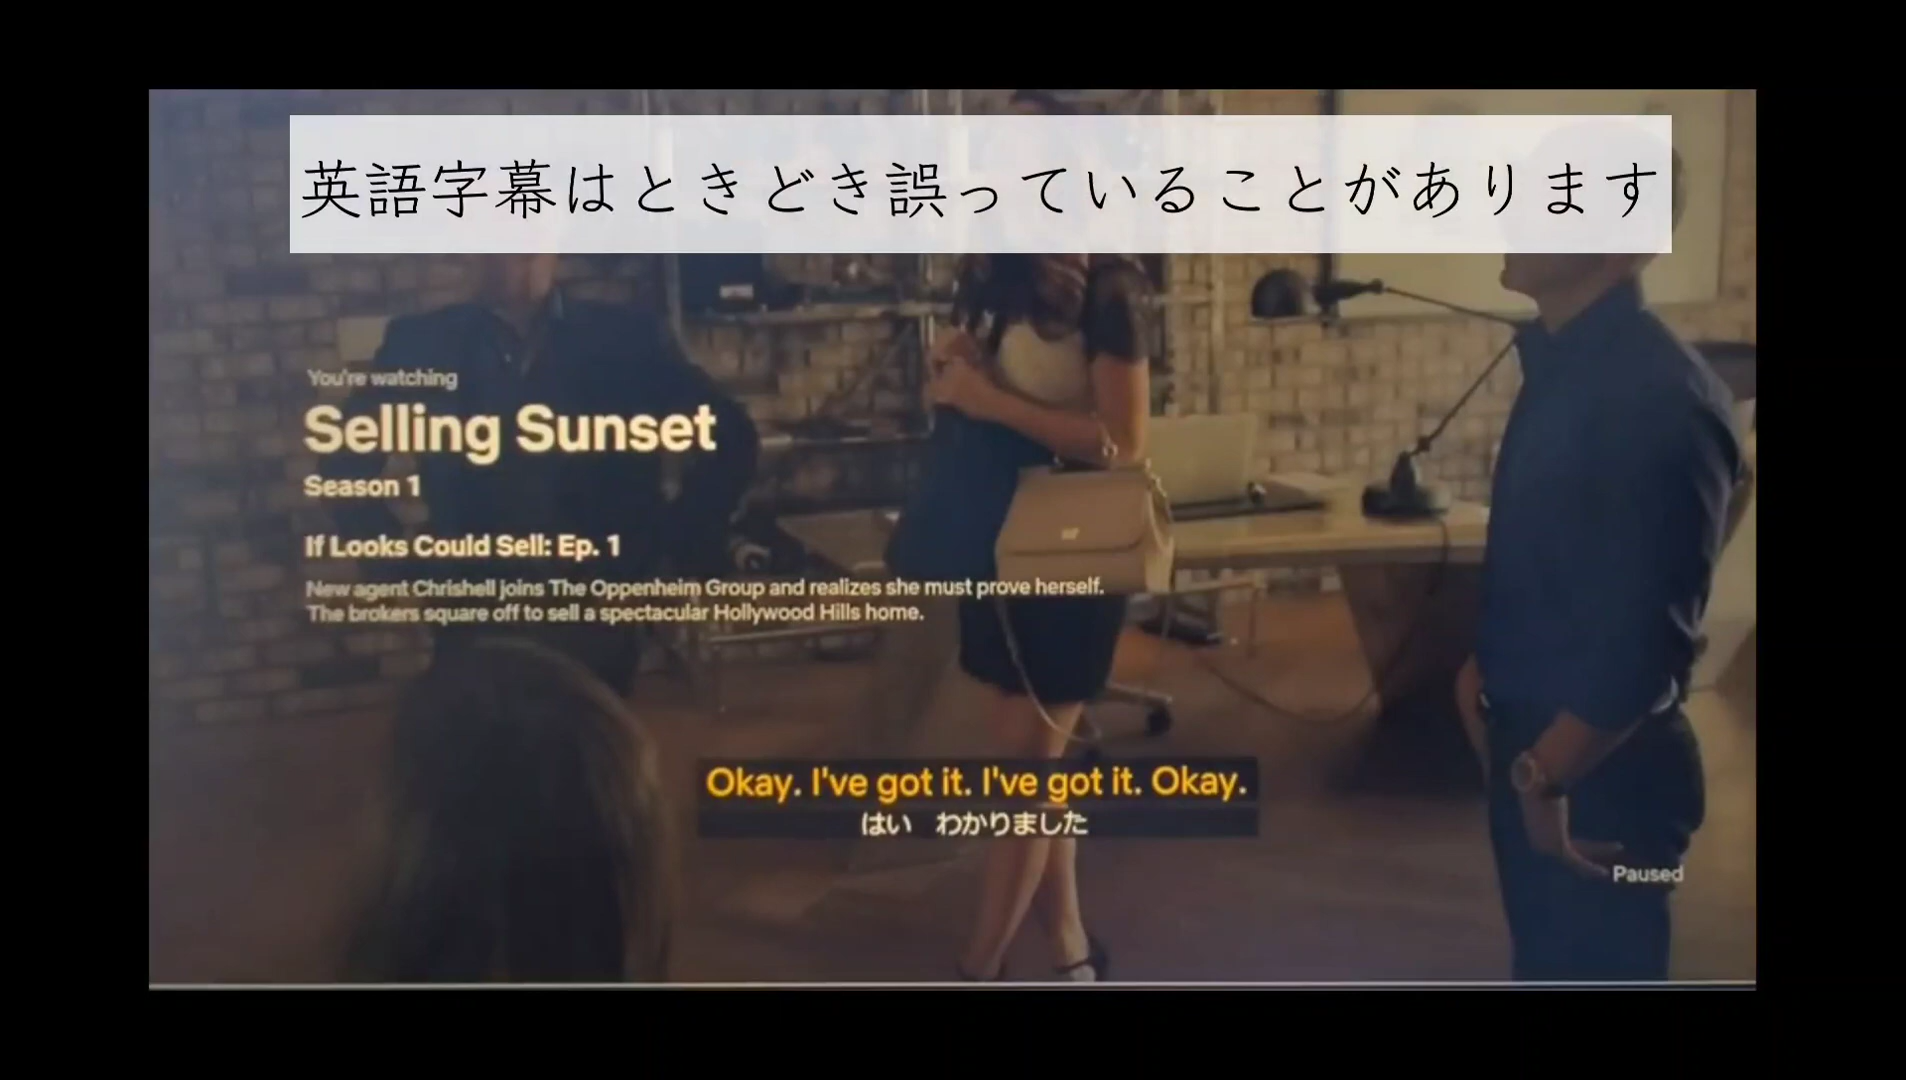 英語字幕はときどき誤っていることがあります
You're watching
Selling Sunset
Season 1
If Looks Could Sell: Ep. 1
New agent Chrishell joins The Oppenheim Group and realizes she must prove herself.
The brokers square off to sell a spectacular Hollywood Hills home.
Okay. I've got it. I've got it. Okay.
はい わかりました
Paused